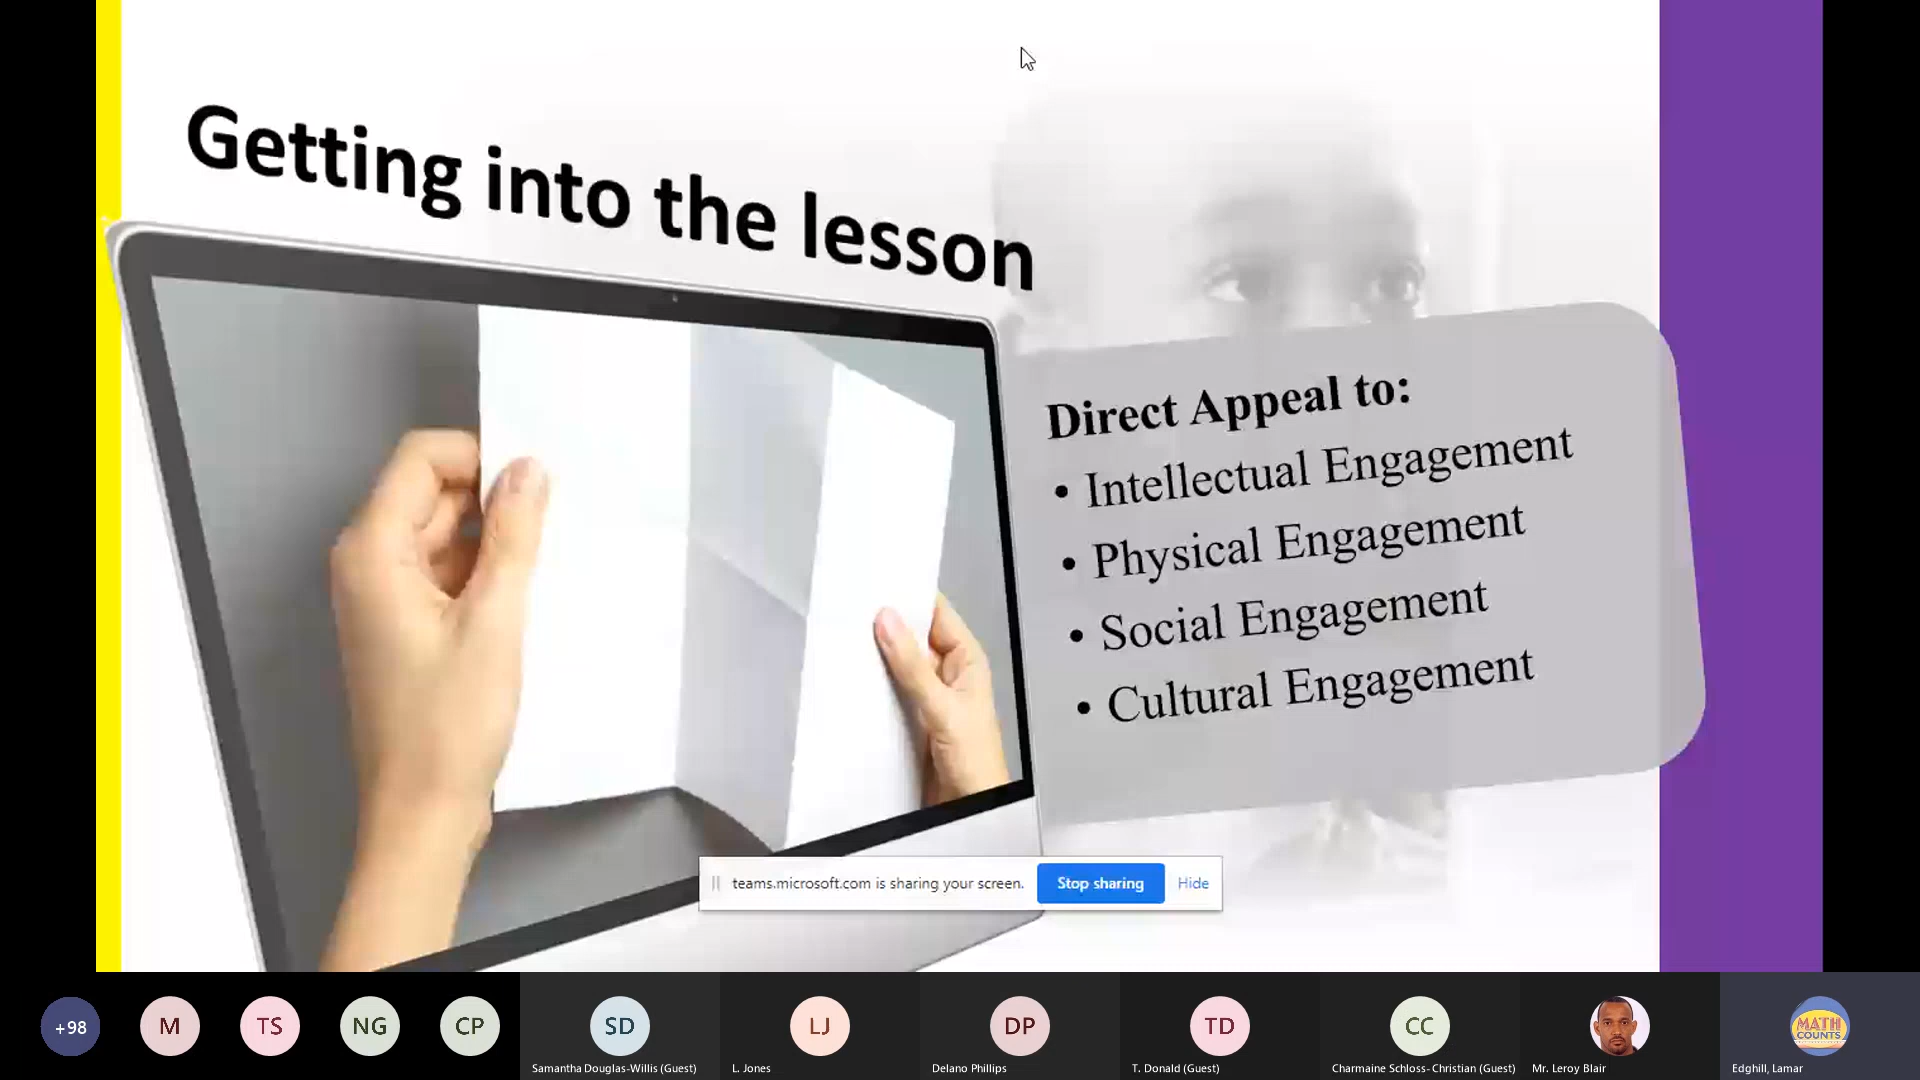 Getting into the lesson
Direct Appeal to:
• Intellectual Engagement
• Physical Engagement
• Social Engagement
• Cultural Engagement
teams.microsoft.com is sharing your screen.
Stop sharing
Hide
+98
M
TS
NG
CP
SD
LJ
DP
TD
CC
MATH
COUNTS
Samantha Douglas-Willis (Guest)
L. Jones
Delano Phillips
T. Donald (Guest)
Charmaine Schloss- Christian (Guest)
Mr. Leroy Blair
Edghill, Lamar